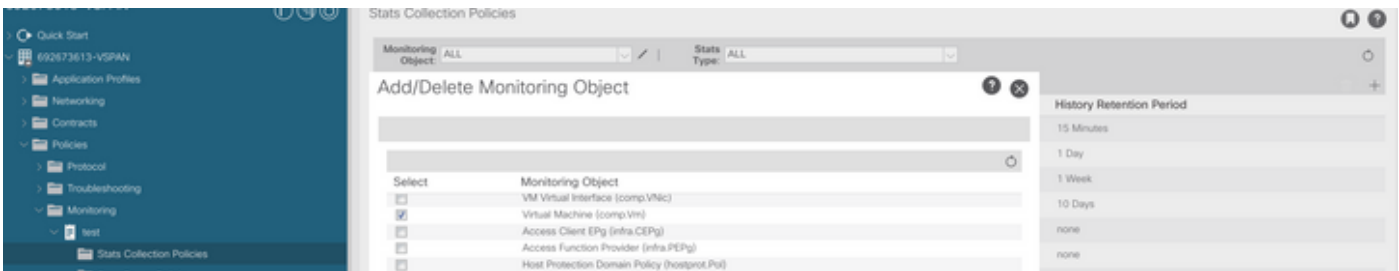 Quick Start
692673613-VSPAN
Application Profiles
Networking
Contracts
Policies
Protocol
Troubleshooting
Monitoring
test
Stats Collection Policies
Stats Collection Policies
Monitoring Object: ALL
Stats Type: ALL
Add/Delete Monitoring Object
Select Monitoring Object
VM Virtual Interface (comp.VNic)
Virtual Machine (comp.Vm)
Access Client EPg (infra.CEPg)
Access Function Provider (infra.PEPg)
Host Protection Domain Policy (hostprot.Pol)
History Retention Period
15 Minutes
1 Day
1 Week
10 Days
none
none